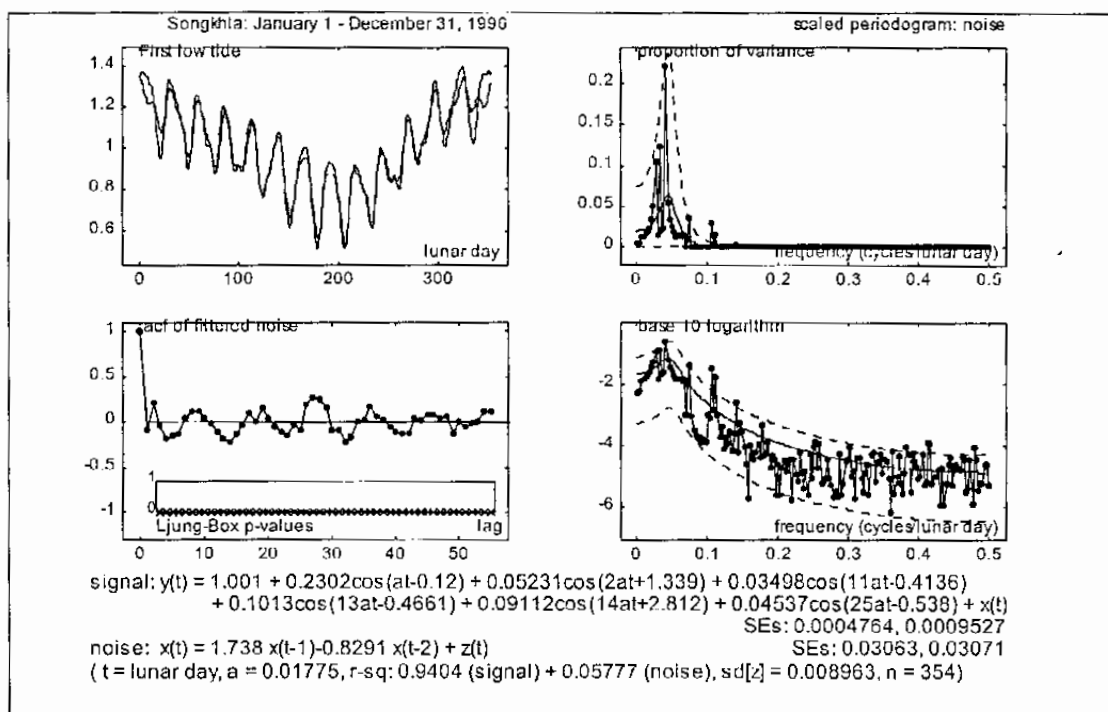 Songkhla: January 1 - December 31, 1996
scaled periodogram: noise
First low tide
1.4
1.2
1
0.8
0.6
lunar day
0 100 200 300
proportion of variance
0.2
0.15
0.1
0.05
0
frequency (cycles/lunar day)
0 0.1 0.2 0.3 0.4 0.5
acf of filtered noise
1
0.5
0
-0.5
-1
1
0
Ljung-Box p-values
lag
0 10 20 30 40 50
base 10 logarithm
-2
-4
-6
frequency (cycles/lunar day)
0 0.1 0.2 0.3 0.4 0.5
signal: y(t) = 1.001 + 0.2302cos(at-0.12) + 0.05231cos(2at+1.339) + 0.03498cos(11at-0.4136)
+ 0.1013cos(13at-0.4661) + 0.09112cos(14at+2.812) + 0.04537cos(25at-0.538) + x(t)
SEs: 0.0004764, 0.0009527
noise: x(t) = 1.738 x(t-1)-0.8291 x(t-2) + z(t)
SEs: 0.03063, 0.03071
( t = lunar day, a = 0.01775, r-sq: 0.9404 (signal) + 0.05777 (noise), sd[z] = 0.008963, n = 354)